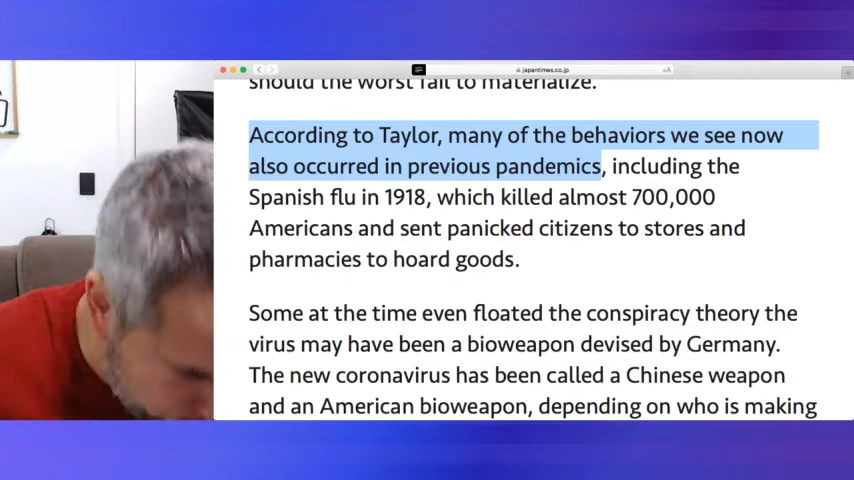 japantimes.co.jp
should the worst fail to materialize.
According to Taylor, many of the behaviors we see now
also occurred in previous pandemics, including the
Spanish flu in 1918, which killed almost 700,000
Americans and sent panicked citizens to stores and
pharmacies to hoard goods.
Some at the time even floated the conspiracy theory the
virus may have been a bioweapon devised by Germany.
The new coronavirus has been called a Chinese weapon
and an American bioweapon, depending on who is making